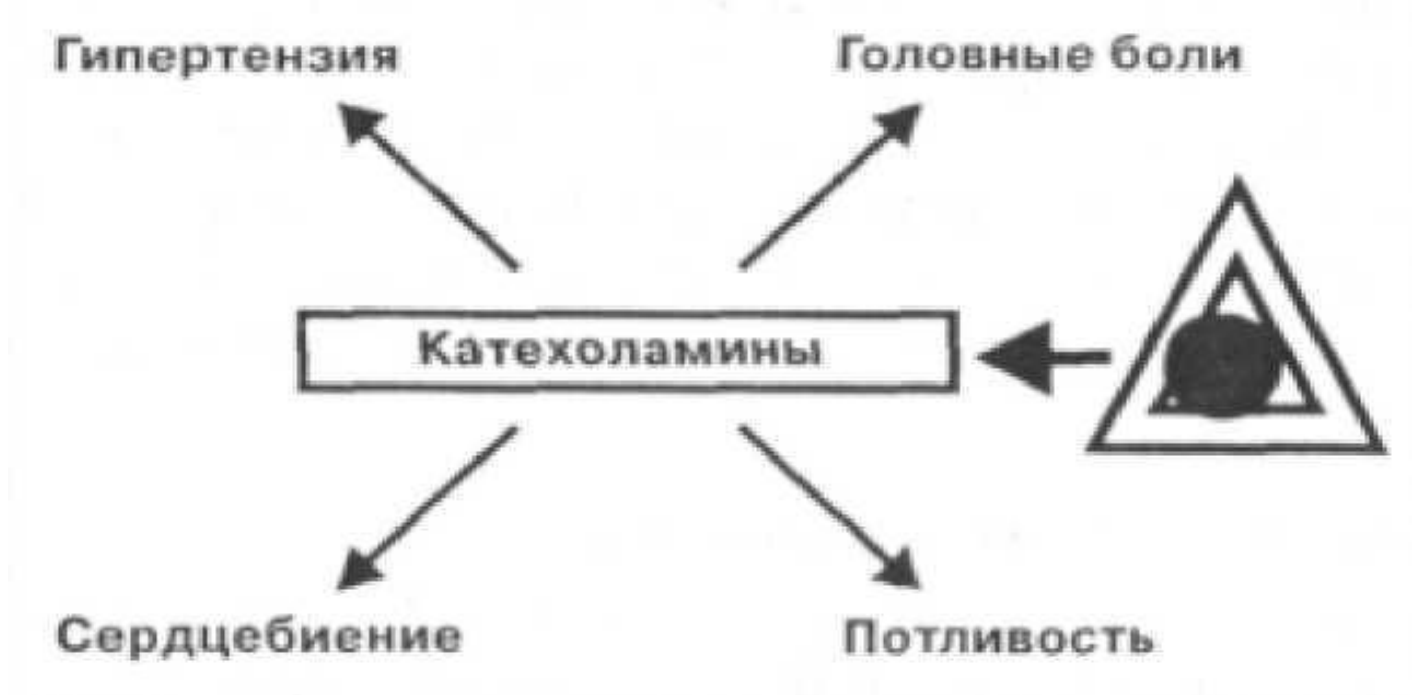 Гипертензия
Головные боли
Катехоламины
Сердцебиение
Потливость